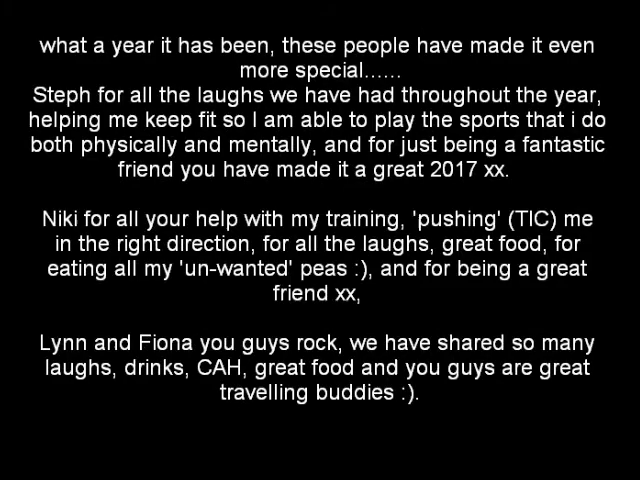 what a year it has been, these people have made it even
more special......
Steph for all the laughs we have had throughout the year,
helping me keep fit so I am able to play the sports that i do
both physically and mentally, and for just being a fantastic
friend you have made it a great 2017 xx.
Niki for all your help with my training, 'pushing' (TIC) me
in the right direction, for all the laughs, great food, for
eating all my 'un-wanted' peas :), and for being a great
friend xx,
Lynn and Fiona you guys rock, we have shared so many
laughs, drinks, CAH, great food and you guys are great
travelling buddies :).